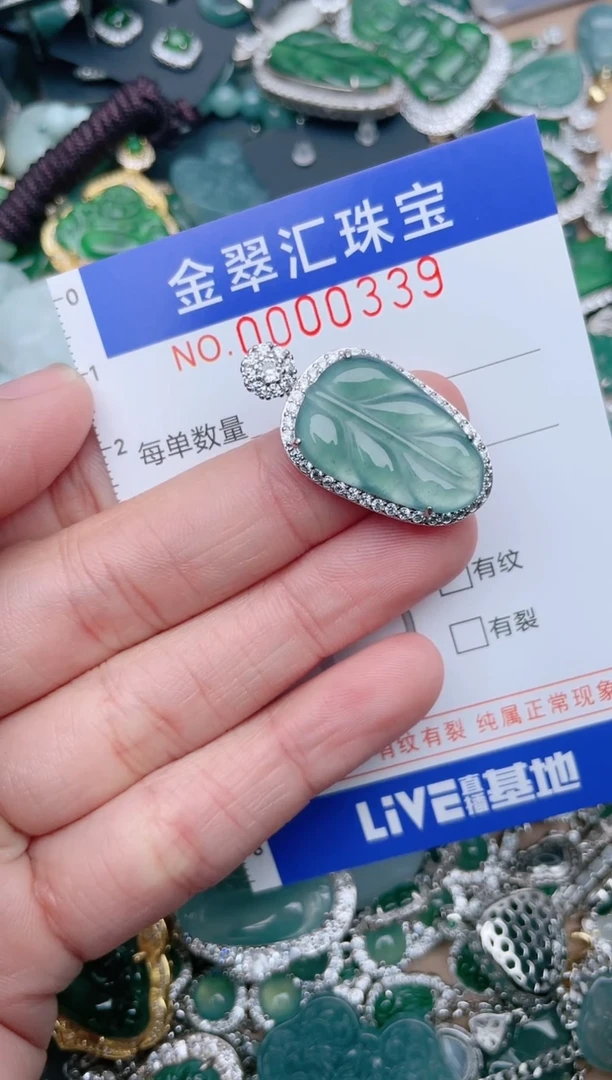 金翠汇珠宝
NO.0000339
0
1
2
每单数量
有纹
有裂
有纹有裂 纯属正常现象
LiVE直播基地